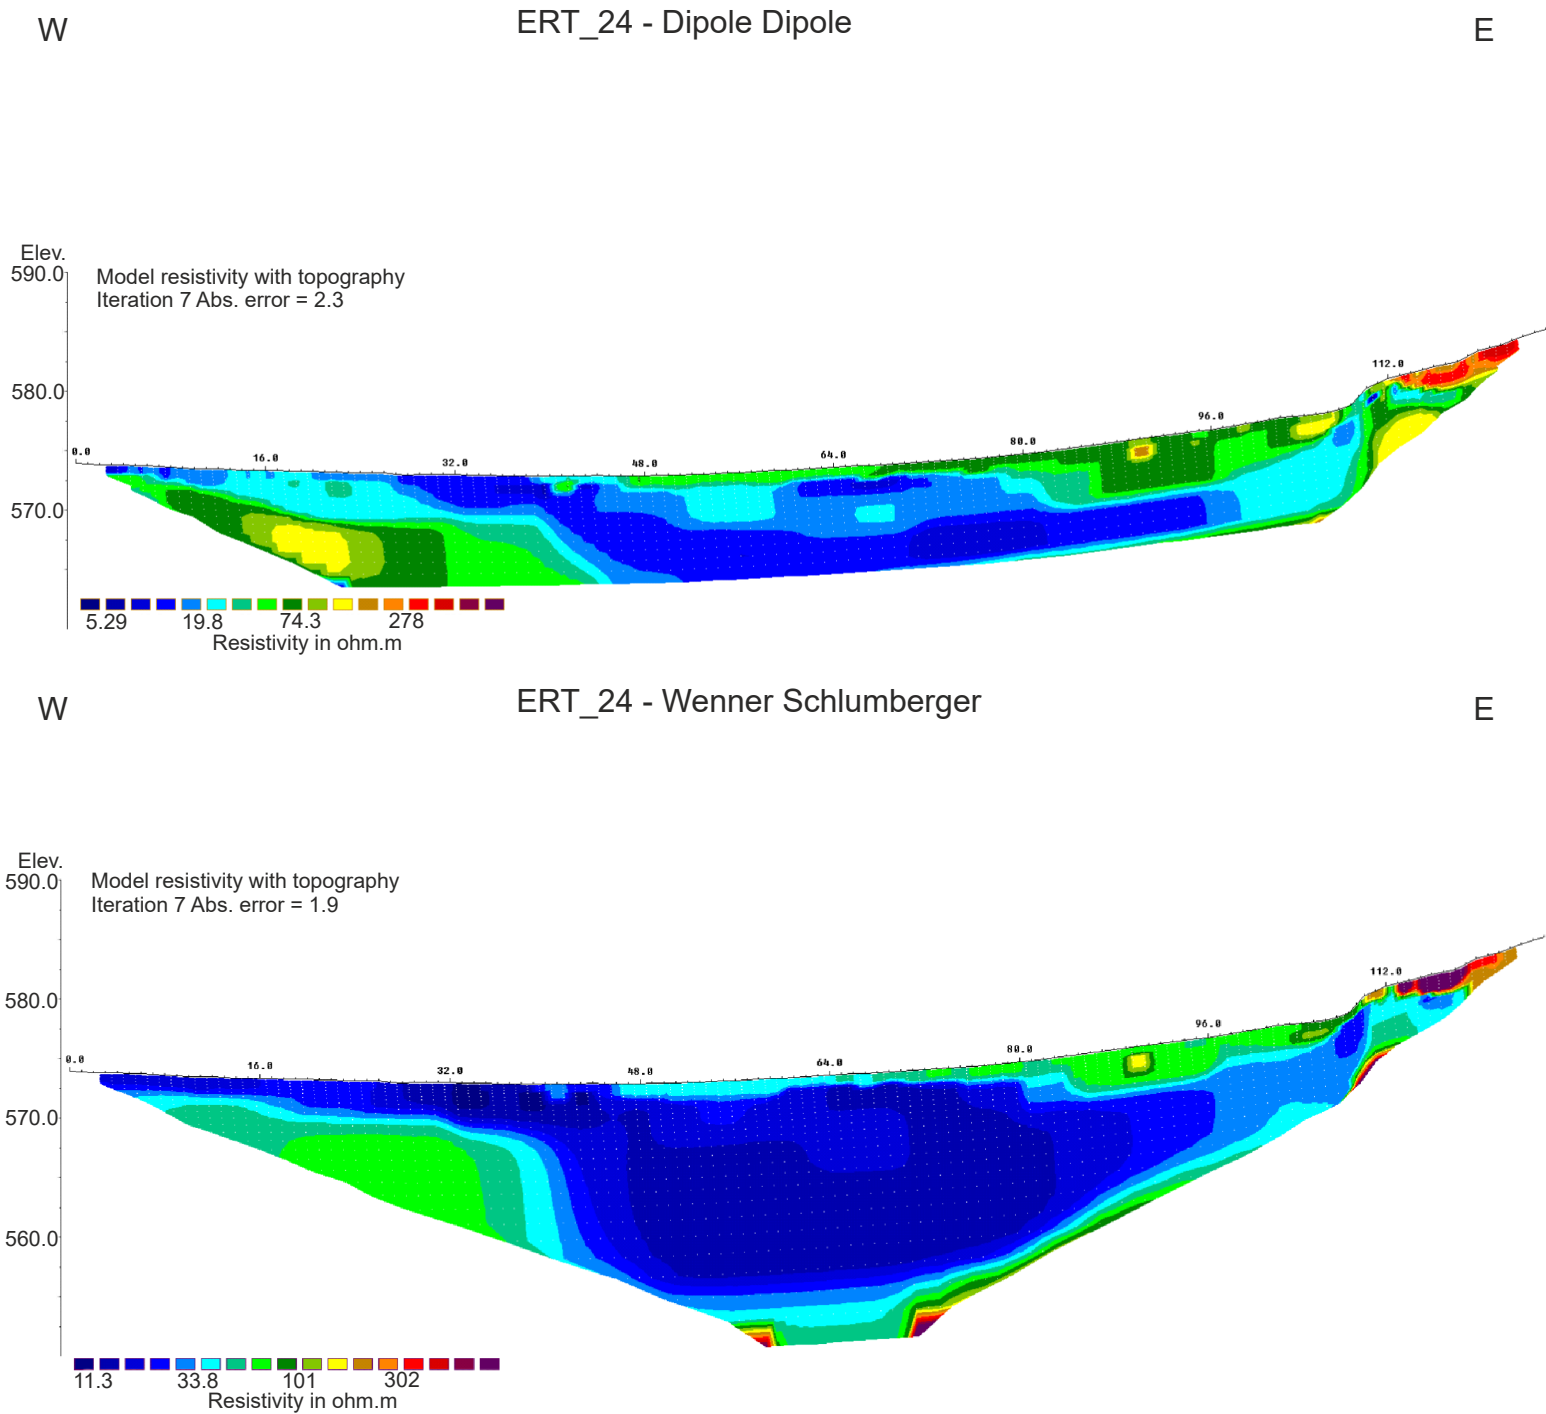 W ERT_24 - Dipole Dipole E
Elev.
590.0
Model resistivity with topography
Iteration 7 Abs. error = 2.3
580.0
570.0
0.0 16.0 32.0 48.0 64.0 80.0 96.0 112.0
5.29 19.8 74.3 278
Resistivity in ohm.m
W ERT_24 - Wenner Schlumberger E
Elev.
590.0
Model resistivity with topography
Iteration 7 Abs. error = 1.9
580.0
570.0
560.0
0.0 16.0 32.0 48.0 64.0 80.0 96.0 112.0
11.3 33.8 101 302
Resistivity in ohm.m